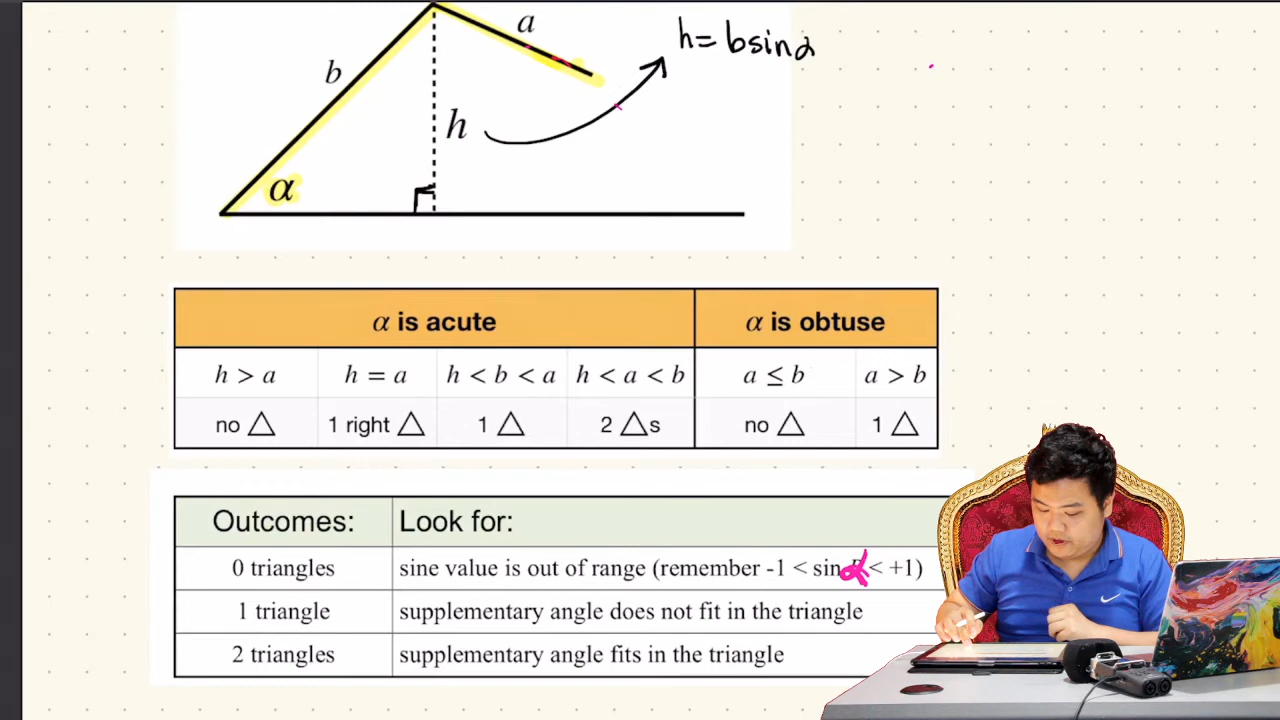 a
h= bsinα
b
h
α
α is acute α is obtuse
h > a h = a h < b < a h < a < b a ≤ b a > b
no △ 1 right △ 1 △ 2 △s no △ 1 △
Outcomes: Look for:
0 triangles sine value is out of range (remember -1 < sin α < +1)
1 triangle supplementary angle does not fit in the triangle
2 triangles supplementary angle fits in the triangle